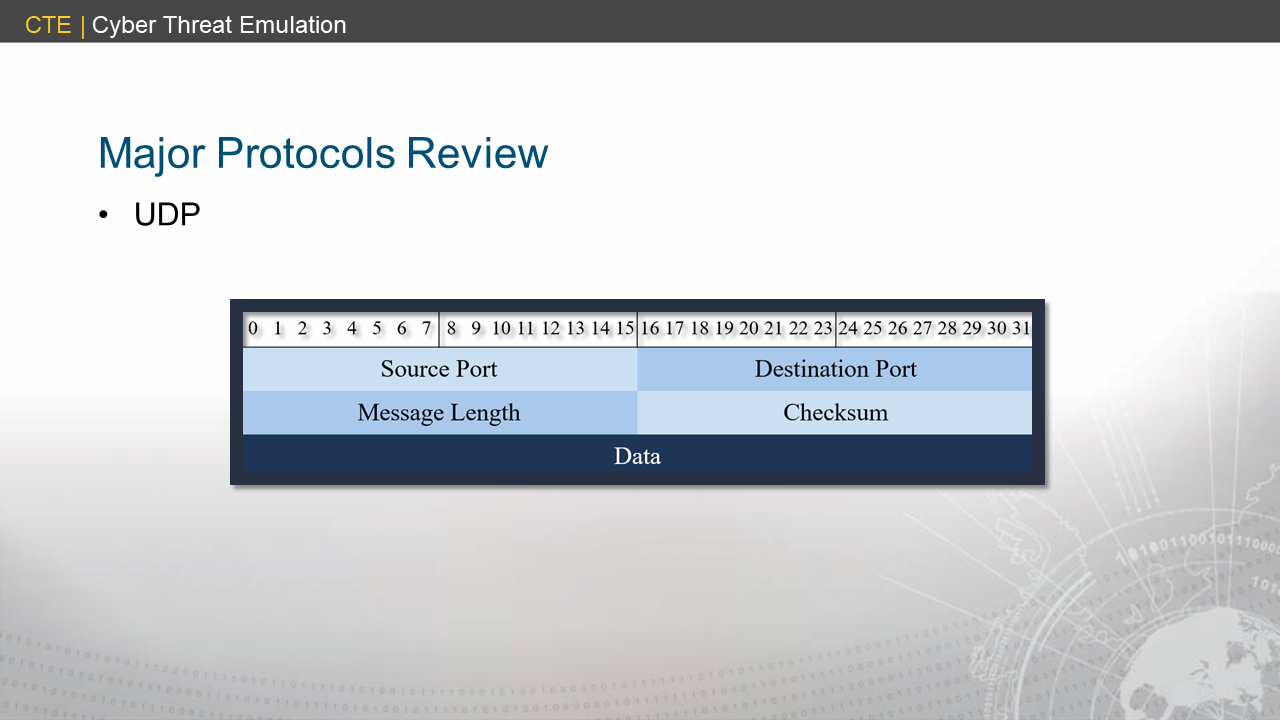 CTE | Cyber Threat Emulation
Major Protocols Review
• UDP
0 1 2 3 4 5 6 7 8 9 10 11 12 13 14 15 16 17 18 19 20 21 22 23 24 25 26 27 28 29 30 31
Source Port Destination Port
Message Length Checksum
Data